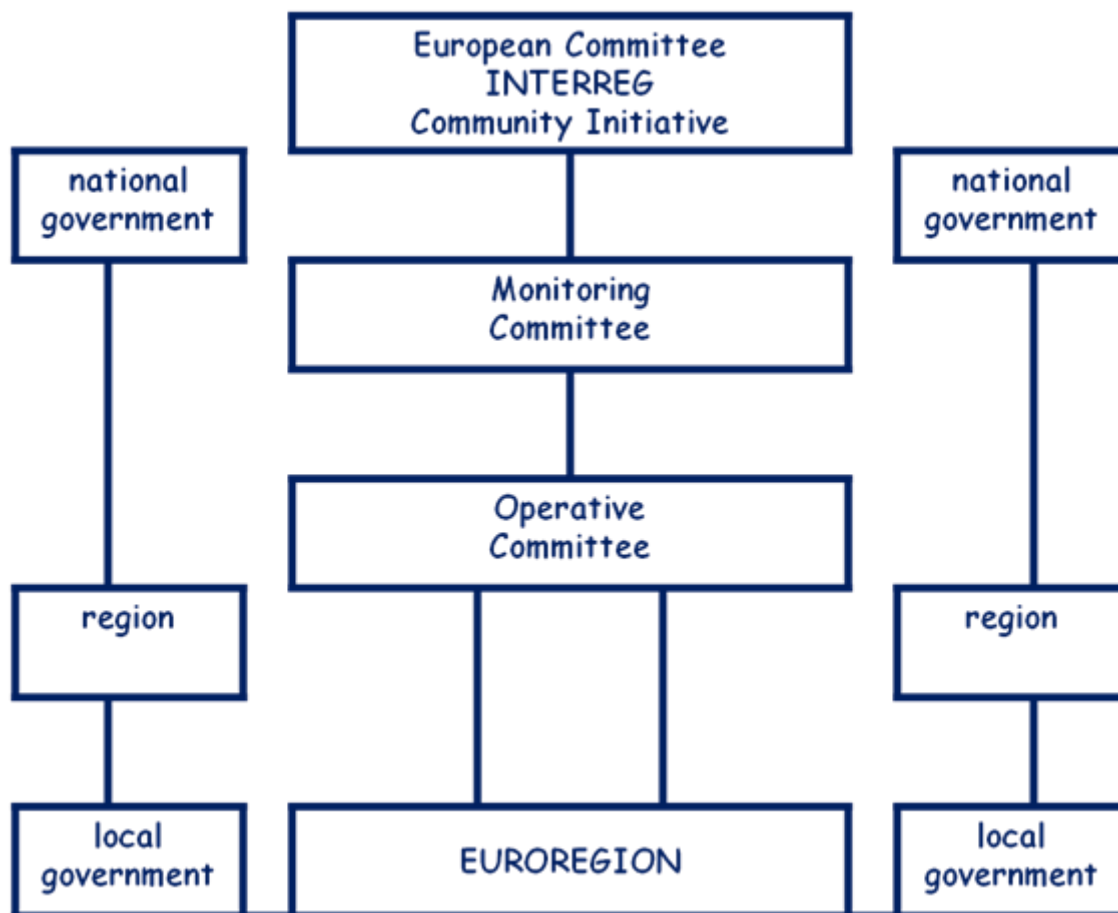 European Committee
INTERREG
Community Initiative
national
government
national
government
Monitoring
Committee
Operative
Committee
region
region
local
government
EUROREGION
local
government